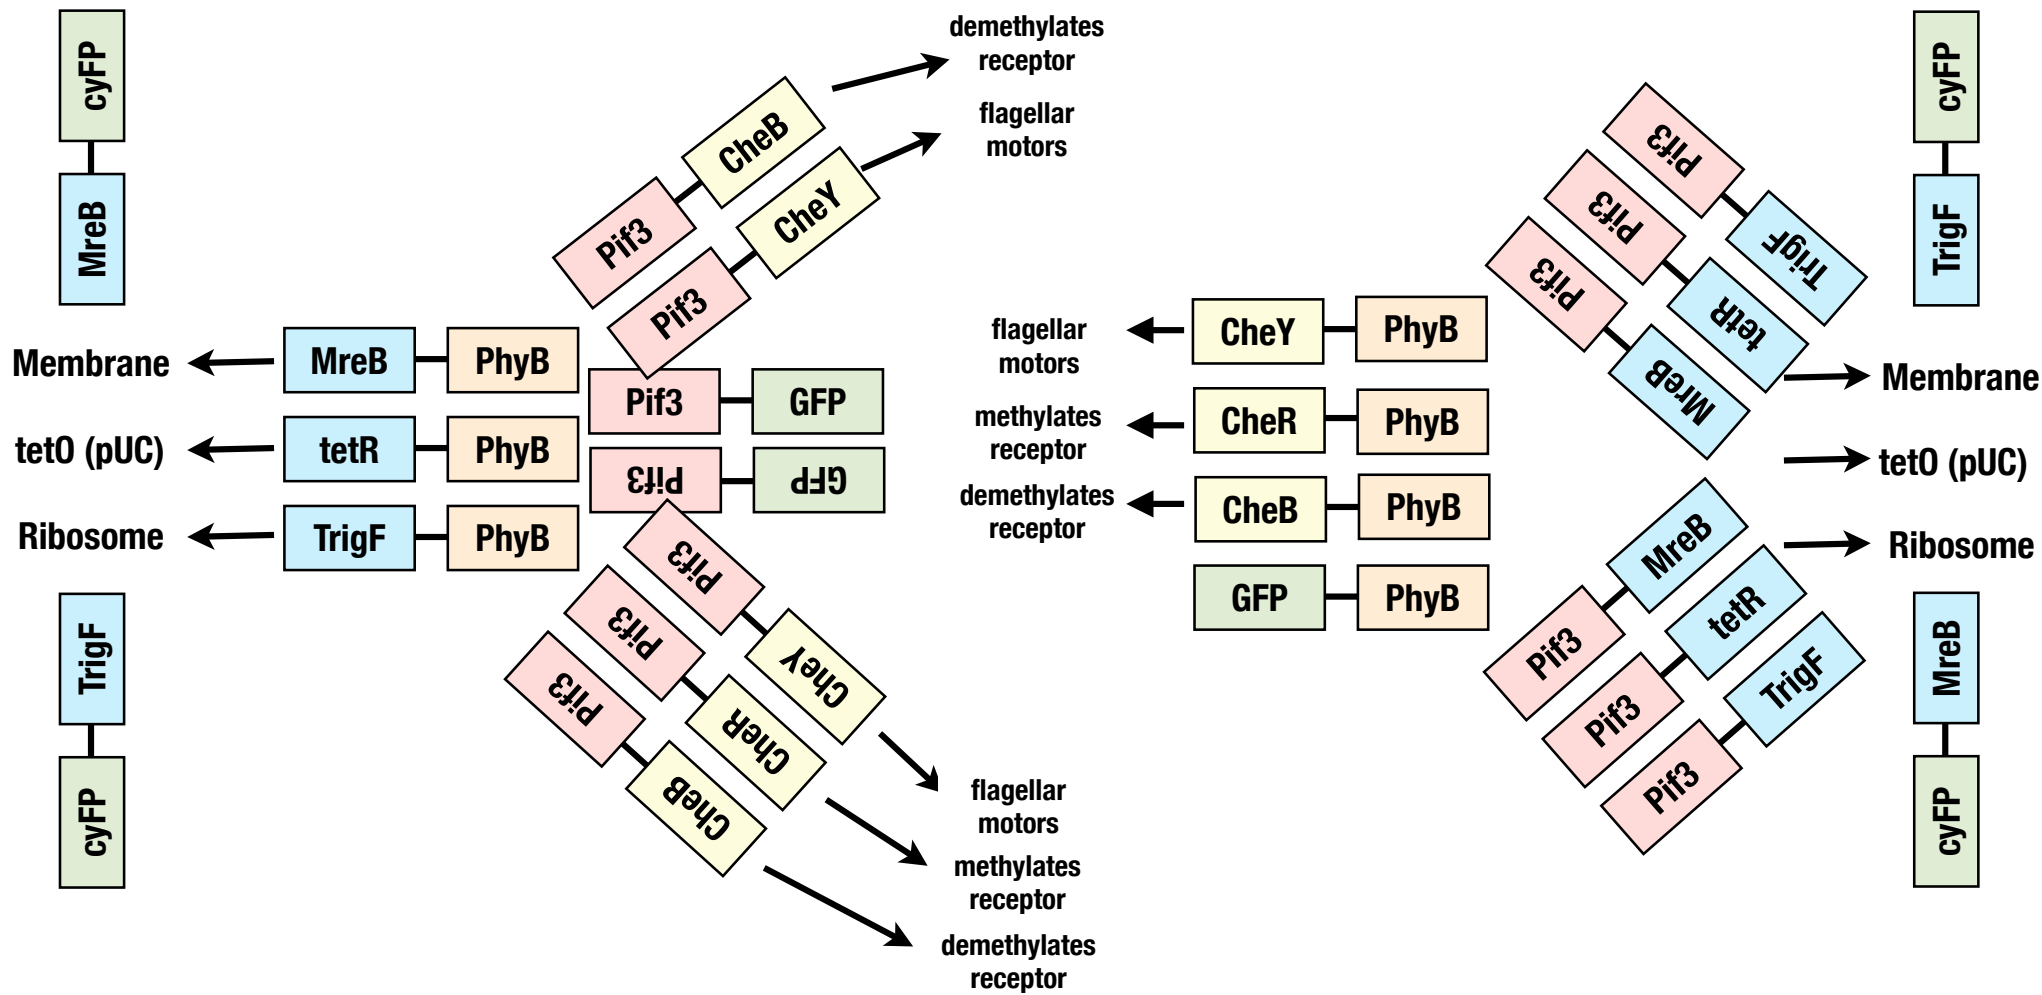 cyFP
MreB
Membrane
MreB
PhyB
tetO (pUC)
tetR
PhyB
Ribosome
TrigF
PhyB
TrigF
cyFP
Pif3
CheB
demethylates
receptor
Pif3
CheY
flagellar
motors
Pif3
GFP
Pif3
GFP
Pif3
CheY
flagellar
motors
Pif3
CheR
methylates
receptor
Pif3
CheB
demethylates
receptor
flagellar
motors
CheY
PhyB
methylates
receptor
CheR
PhyB
demethylates
receptor
CheB
PhyB
GFP
PhyB
Pif3
TrigF
Pif3
tetR
Pif3
MreB
Membrane
tetO (pUC)
Ribosome
Pif3
MreB
Pif3
tetR
Pif3
TrigF
cyFP
TrigF
MreB
cyFP